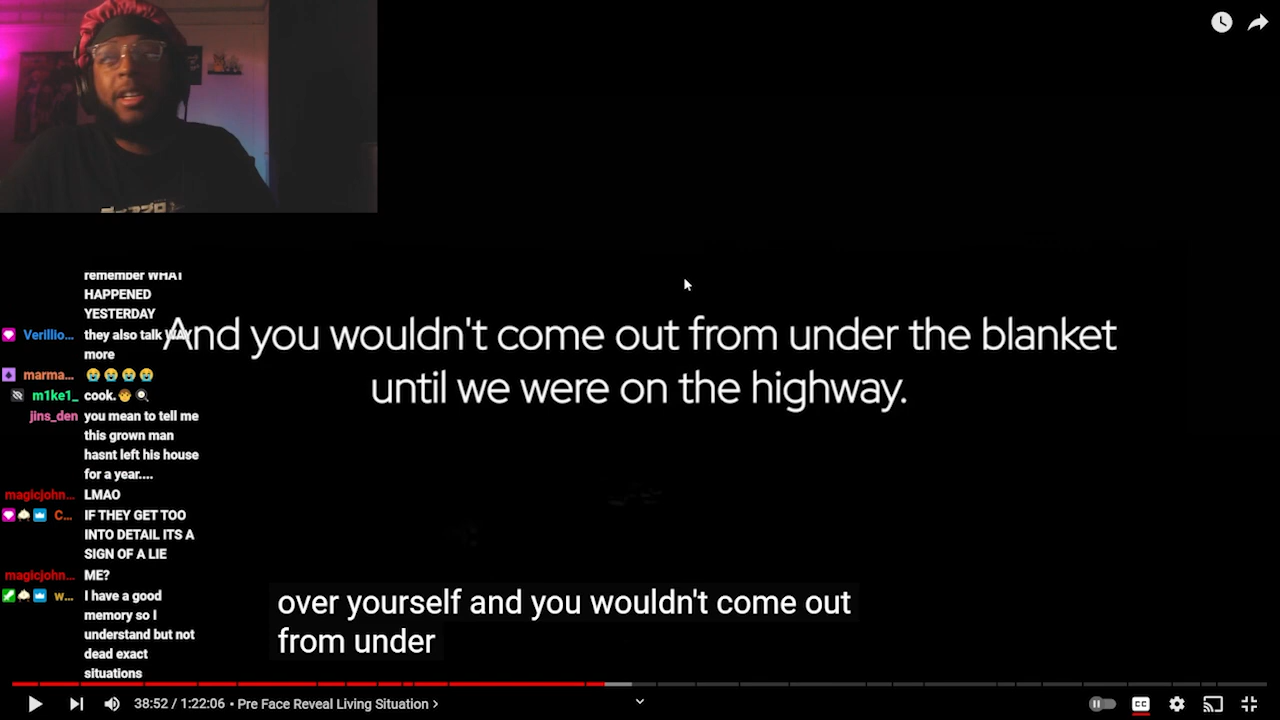 remember WHAT
HAPPENED
YESTERDAY
Verillio... they also talk WAY
more
marma... 😭😭😭😭
m1ke1_ cook.
jins_den you mean to tell me
this grown man
hasnt left his house
for a year....
magicjohn... LMAO
C... IF THEY GET TOO
INTO DETAIL ITS A
SIGN OF A LIE
magicjohn... ME?
w... I have a good
memory so I
understand but not
dead exact
situations
And you wouldn't come out from under the blanket
until we were on the highway.
over yourself and you wouldn't come out
from under
38:52 / 1:22:06 • Pre Face Reveal Living Situation >
CC